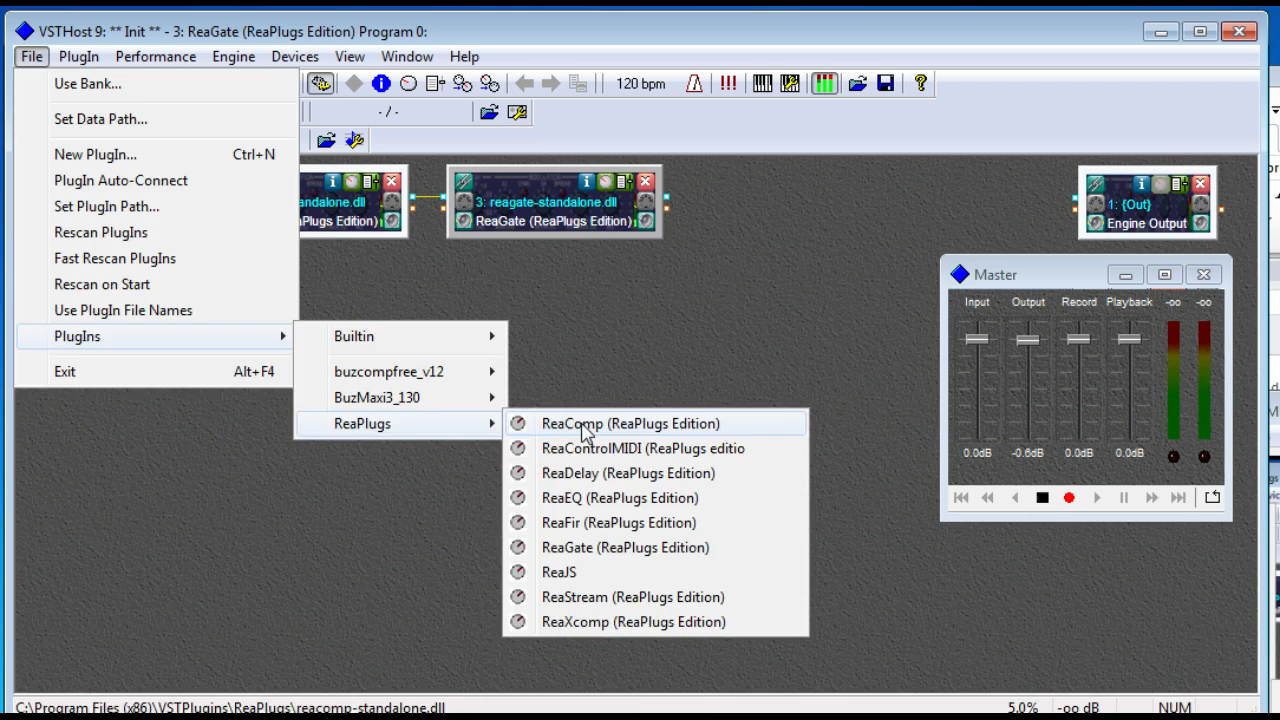 VSTHost 9: ** Init ** - 3: ReaGate (ReaPlugs Edition) Program 0:
File PlugIn Performance Engine Devices View Window Help
120 bpm
- / -
Use Bank...
Set Data Path...
New PlugIn... Ctrl+N
PlugIn Auto-Connect
Set PlugIn Path...
Rescan PlugIns
Fast Rescan PlugIns
Rescan on Start
Use PlugIn File Names
PlugIns
Exit Alt+F4
Builtin
buzcompfree_v12
BuzMaxi3_130
ReaPlugs
ReaComp (ReaPlugs Edition)
ReaControlMIDI (ReaPlugs editio
ReaDelay (ReaPlugs Edition)
ReaEQ (ReaPlugs Edition)
ReaFir (ReaPlugs Edition)
ReaGate (ReaPlugs Edition)
ReaJS
ReaStream (ReaPlugs Edition)
ReaXcomp (ReaPlugs Edition)
andalone.dll
Plugs Edition)
3: reagate-standalone.dll
ReaGate (ReaPlugs Edition)
1: {Out}
Engine Output
Master
Input Output Record Playback -oo -oo
0.0dB -0.6dB 0.0dB 0.0dB
C:\Program Files (x86)\VSTPlugins\ReaPlugs\reacomp-standalone.dll 5.0% -oo dB NUM